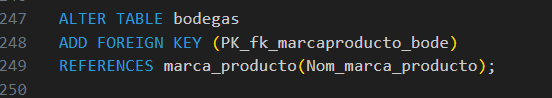 247 ALTER TABLE bodegas
248 ADD FOREIGN KEY (PK_fk_marcaproducto_bode)
249 REFERENCES marca_producto(Nom_marca_producto);
250